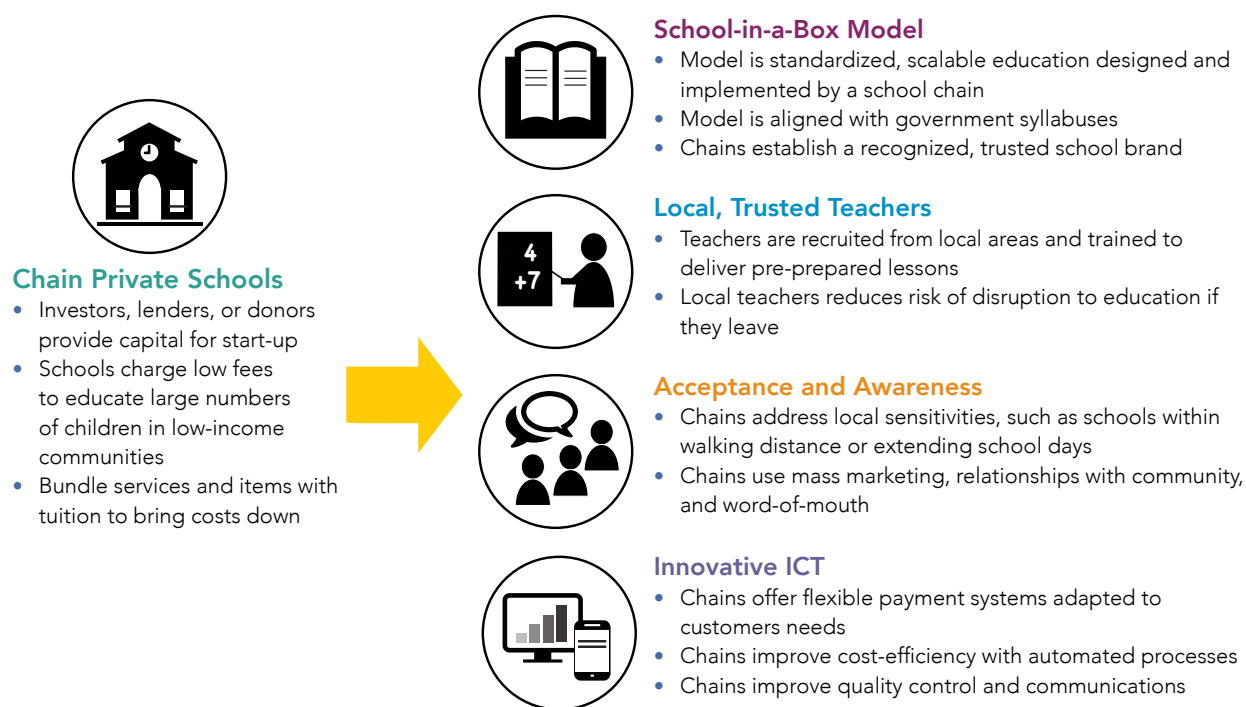 Chain Private Schools
• Investors, lenders, or donors
provide capital for start-up
• Schools charge low fees
to educate large numbers
of children in low-income
communities
• Bundle services and items with
tuition to bring costs down
School-in-a-Box Model
• Model is standardized, scalable education designed and
implemented by a school chain
• Model is aligned with government syllabuses
• Chains establish a recognized, trusted school brand
4
+7
Local, Trusted Teachers
• Teachers are recruited from local areas and trained to
deliver pre-prepared lessons
• Local teachers reduces risk of disruption to education if
they leave
Acceptance and Awareness
• Chains address local sensitivities, such as schools within
walking distance or extending school days
• Chains use mass marketing, relationships with community,
and word-of-mouth
Innovative ICT
• Chains offer flexible payment systems adapted to
customers needs
• Chains improve cost-efficiency with automated processes
• Chains improve quality control and communications